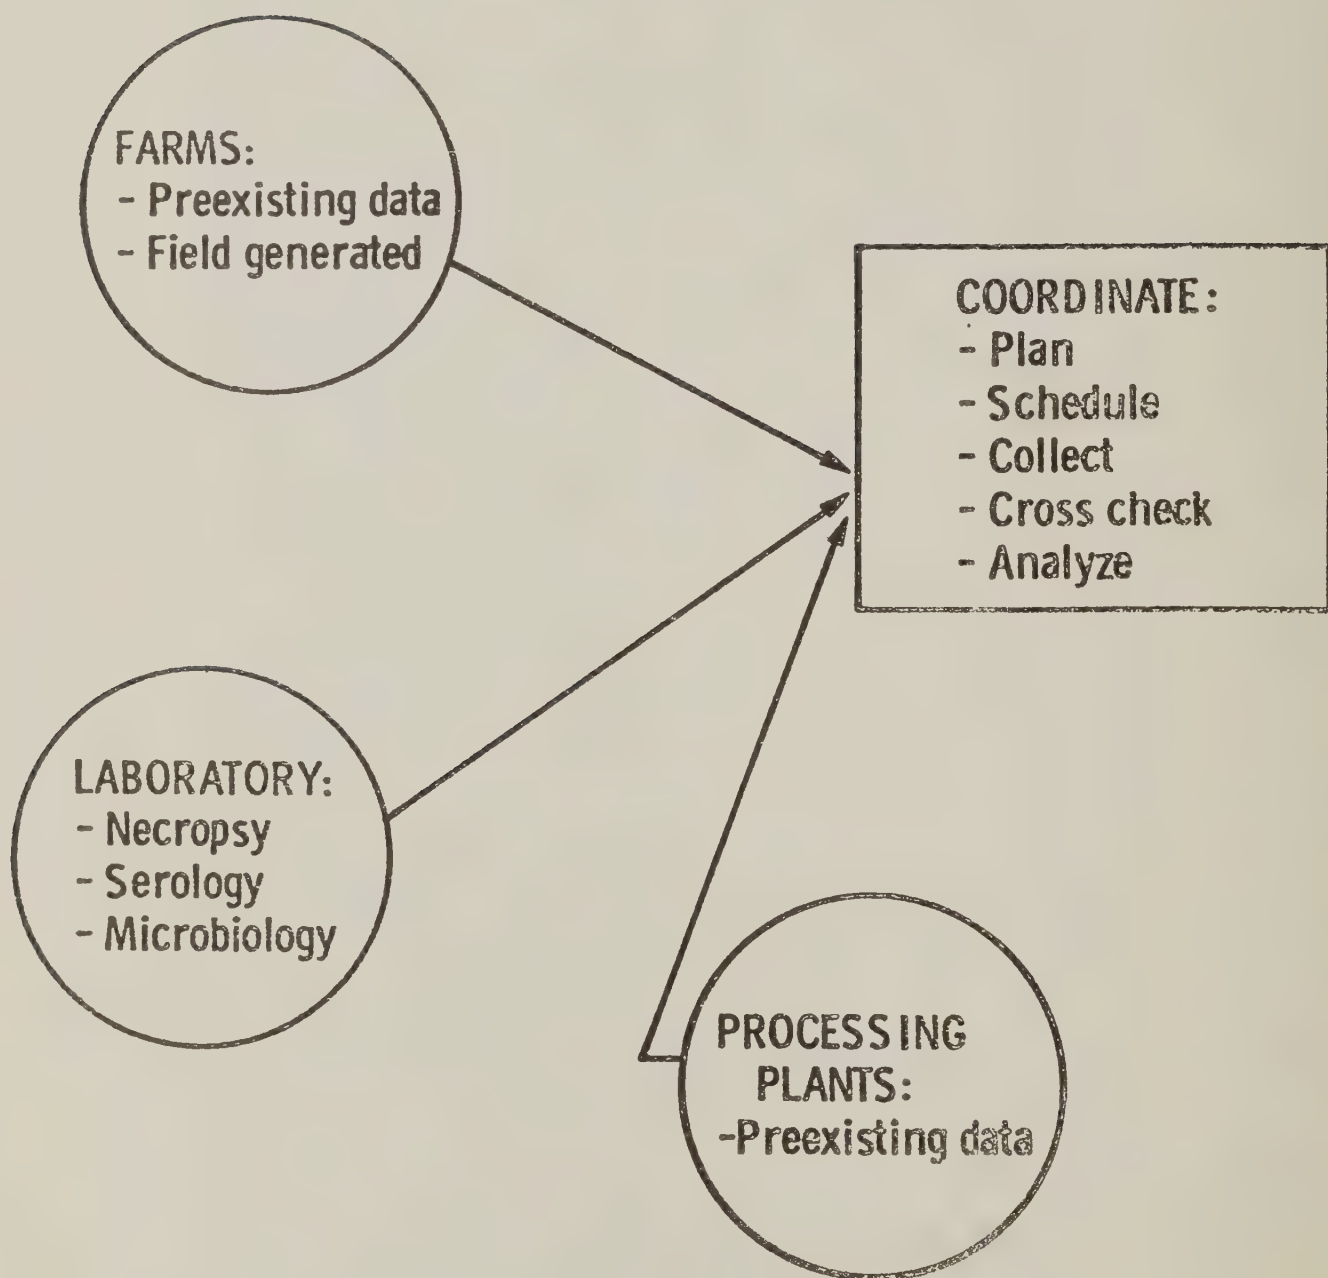 FARMS:
- Preexisting data
- Field generated
COORDINATE:
- Plan
- Schedule
- Collect
- Cross check
- Analyze
LABORATORY:
- Necropsy
- Serology
- Microbiology
PROCESSING
PLANTS:
-Preexisting data